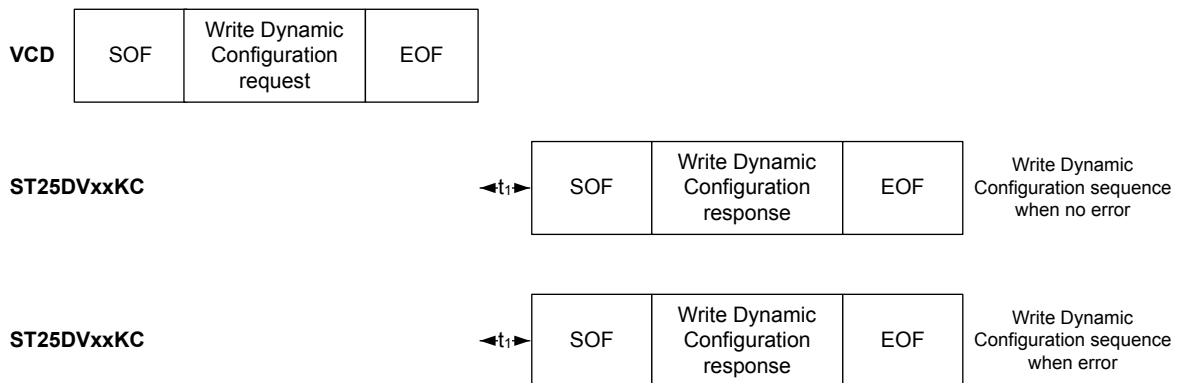 VCD
SOF
Write Dynamic
Configuration
request
EOF
ST25DVxxKC
t1
SOF
Write Dynamic
Configuration
response
EOF
Write Dynamic
Configuration sequence
when no error
ST25DVxxKC
t1
SOF
Write Dynamic
Configuration
response
EOF
Write Dynamic
Configuration sequence
when error